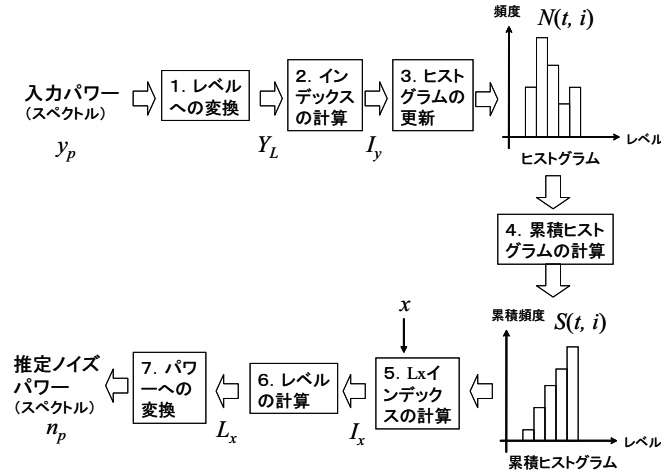 入力パワー
(スペクトル)
y_p
1. レベル
への変換
Y_L
2. イン
デックス
の計算
I_y
3. ヒスト
グラムの
更新
頻度
N(t, i)
レベル
ヒストグラム
4. 累積ヒスト
グラムの計算
累積頻度
S(t, i)
レベル
累積ヒストグラム
x
5. Lxイ
ンデック
スの計算
I_x
6. レベル
の計算
L_x
7. パワ
ーへの
変換
推定ノイズ
パワー
(スペクトル)
n_p